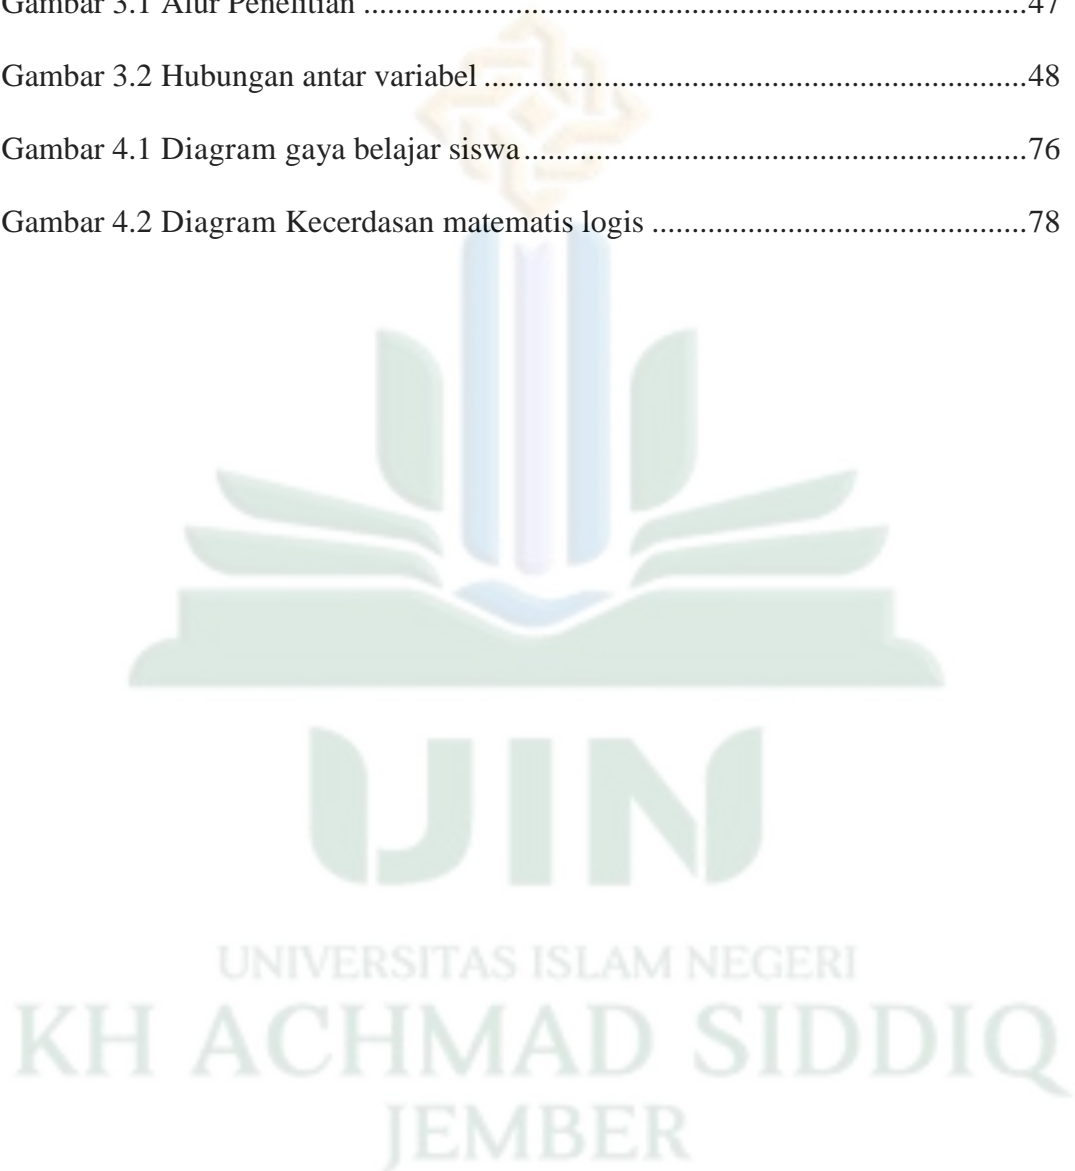 Gambar 3.1 Alur Penelitian ....................................................................................47
Gambar 3.2 Hubungan antar variabel .....................................................................48
Gambar 4.1 Diagram gaya belajar siswa................................................................76
Gambar 4.2 Diagram Kecerdasan matematis logis ................................................78
UIN
UNIVERSITAS ISLAM NEGERI
KH ACHMAD SIDDIQ
JEMBER